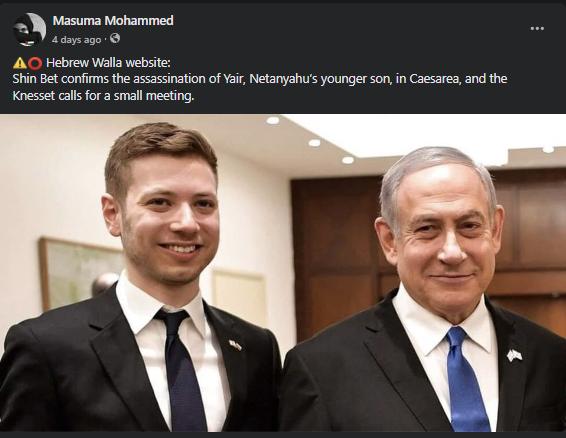 Masuma Mohammed
4 days ago ·
Hebrew Walla website:
Shin Bet confirms the assassination of Yair, Netanyahu's younger son, in Caesarea, and the
Knesset calls for a small meeting.